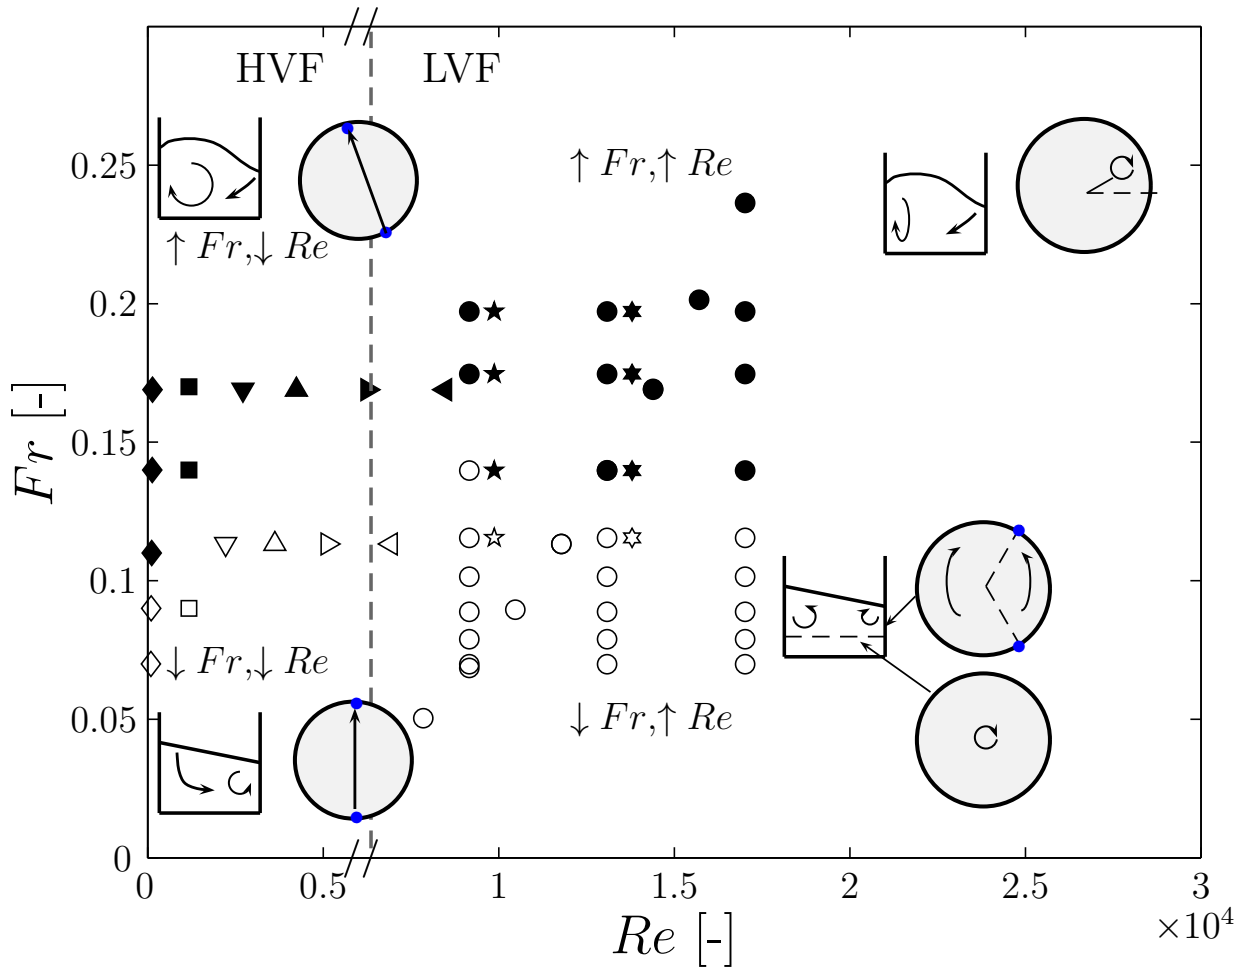 HVF
LVF
↑ Fr,↑ Re
↑ Fr,↓ Re
↓ Fr,↓ Re
↓ Fr,↑ Re
0.25
0.2
0.15
0.1
0.05
0
Fr [-]
0
0.5
1
1.5
2
2.5
3
×10⁴
Re [-]